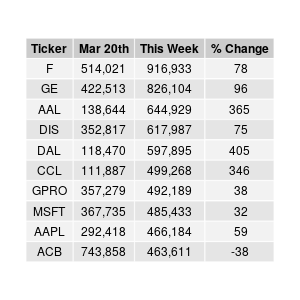 Ticker Mar 20th This Week % Change
F 514,021 916,933 78
GE 422,513 826,104 96
AAL 138,644 644,929 365
DIS 352,817 617,987 75
DAL 118,470 597,895 405
CCL 111,887 499,268 346
GPRO 357,279 492,189 38
MSFT 367,735 485,433 32
AAPL 292,418 466,184 59
ACB 743,858 463,611 -38